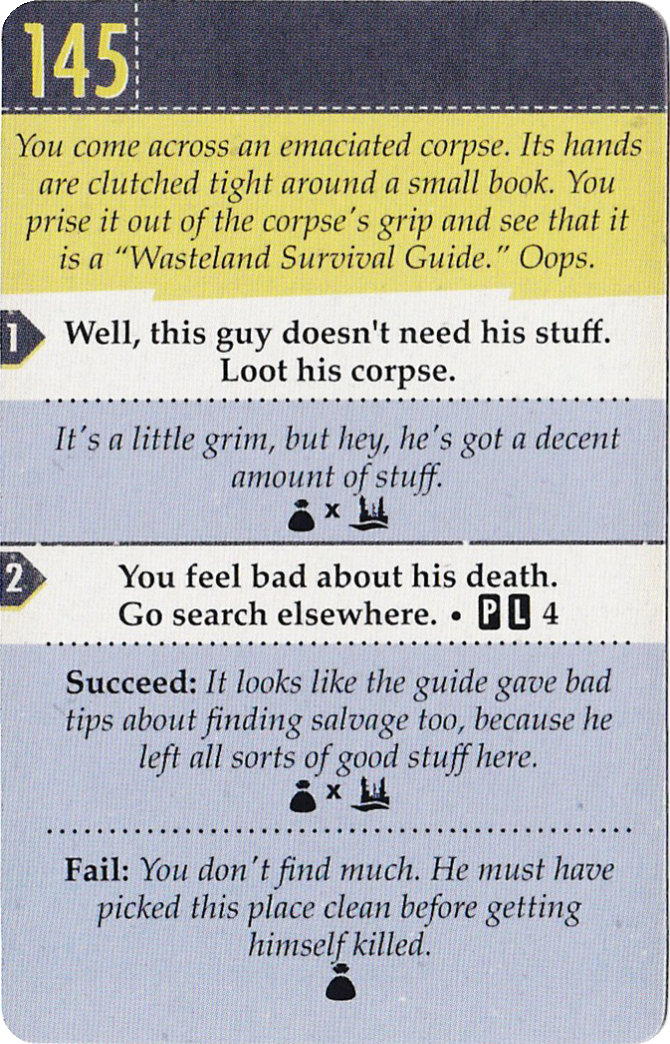 145
You come across an emaciated corpse. Its hands
are clutched tight around a small book. You
prise it out of the corpse's grip and see that it
is a “Wasteland Survival Guide.” Oops.
1
Well, this guy doesn't need his stuff.
Loot his corpse.
It's a little grim, but hey, he's got a decent
amount of stuff.
x
2
You feel bad about his death.
Go search elsewhere. • P L 4
Succeed: It looks like the guide gave bad
tips about finding salvage too, because he
left all sorts of good stuff here.
x
Fail: You don't find much. He must have
picked this place clean before getting
himself killed.